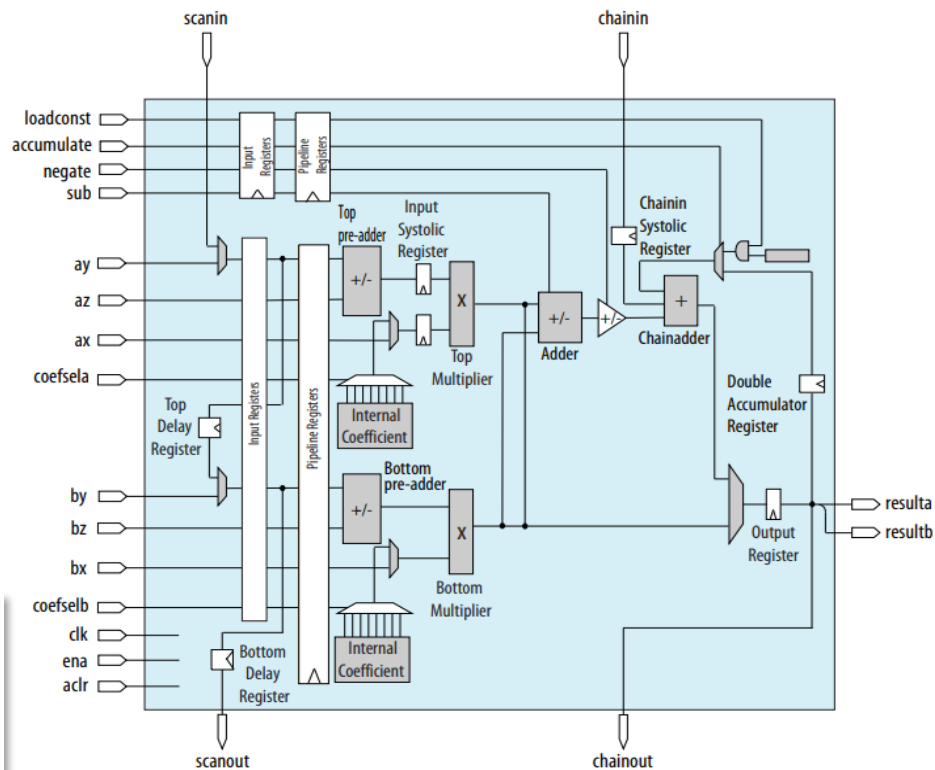 scanin
chainin
loadconst
accumulate
negate
sub
Input
Registers
Pipeline
Registers
Top
pre-adder
Input
Systolic
Register
Chainin
Systolic
Register
ay
az
ax
coefsela
+/-
X
Top
Multiplier
+/-
Adder
+/-
+
Chainadder
Internal
Coefficient
Top
Delay
Register
Input Registers
Pipeline Registers
Double
Accumulator
Register
by
bz
bx
coefselb
Bottom
pre-adder
+/-
X
Bottom
Multiplier
Output
Register
resulta
resultb
Internal
Coefficient
clk
ena
aclr
Bottom
Delay
Register
scanout
chainout